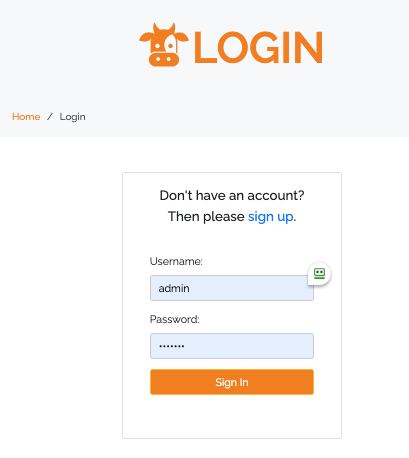 LOGIN
Home / Login
Don't have an account?
Then please sign up.
Username:
admin
Password:
•••••••
Sign In